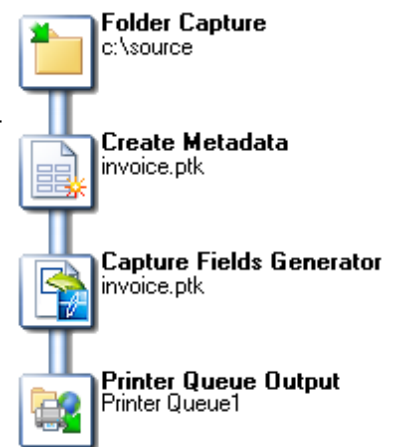 Folder Capture
c:\source
Create Metadata
invoice.ptk
Capture Fields Generator
invoice.ptk
Printer Queue Output
Printer Queue1